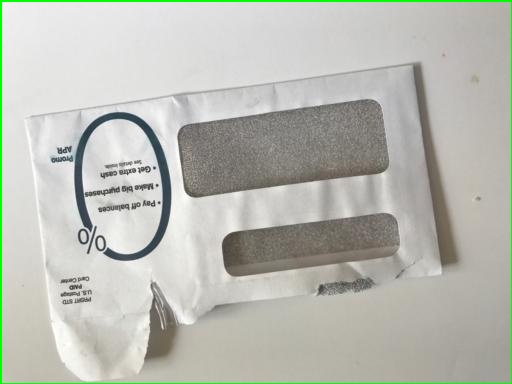 PRSRT STD
U.S. Postage
PAID
Card Center
0%
• Pay off balances
• Make big purchases
• Get extra cash
See details inside.
Promo
APR